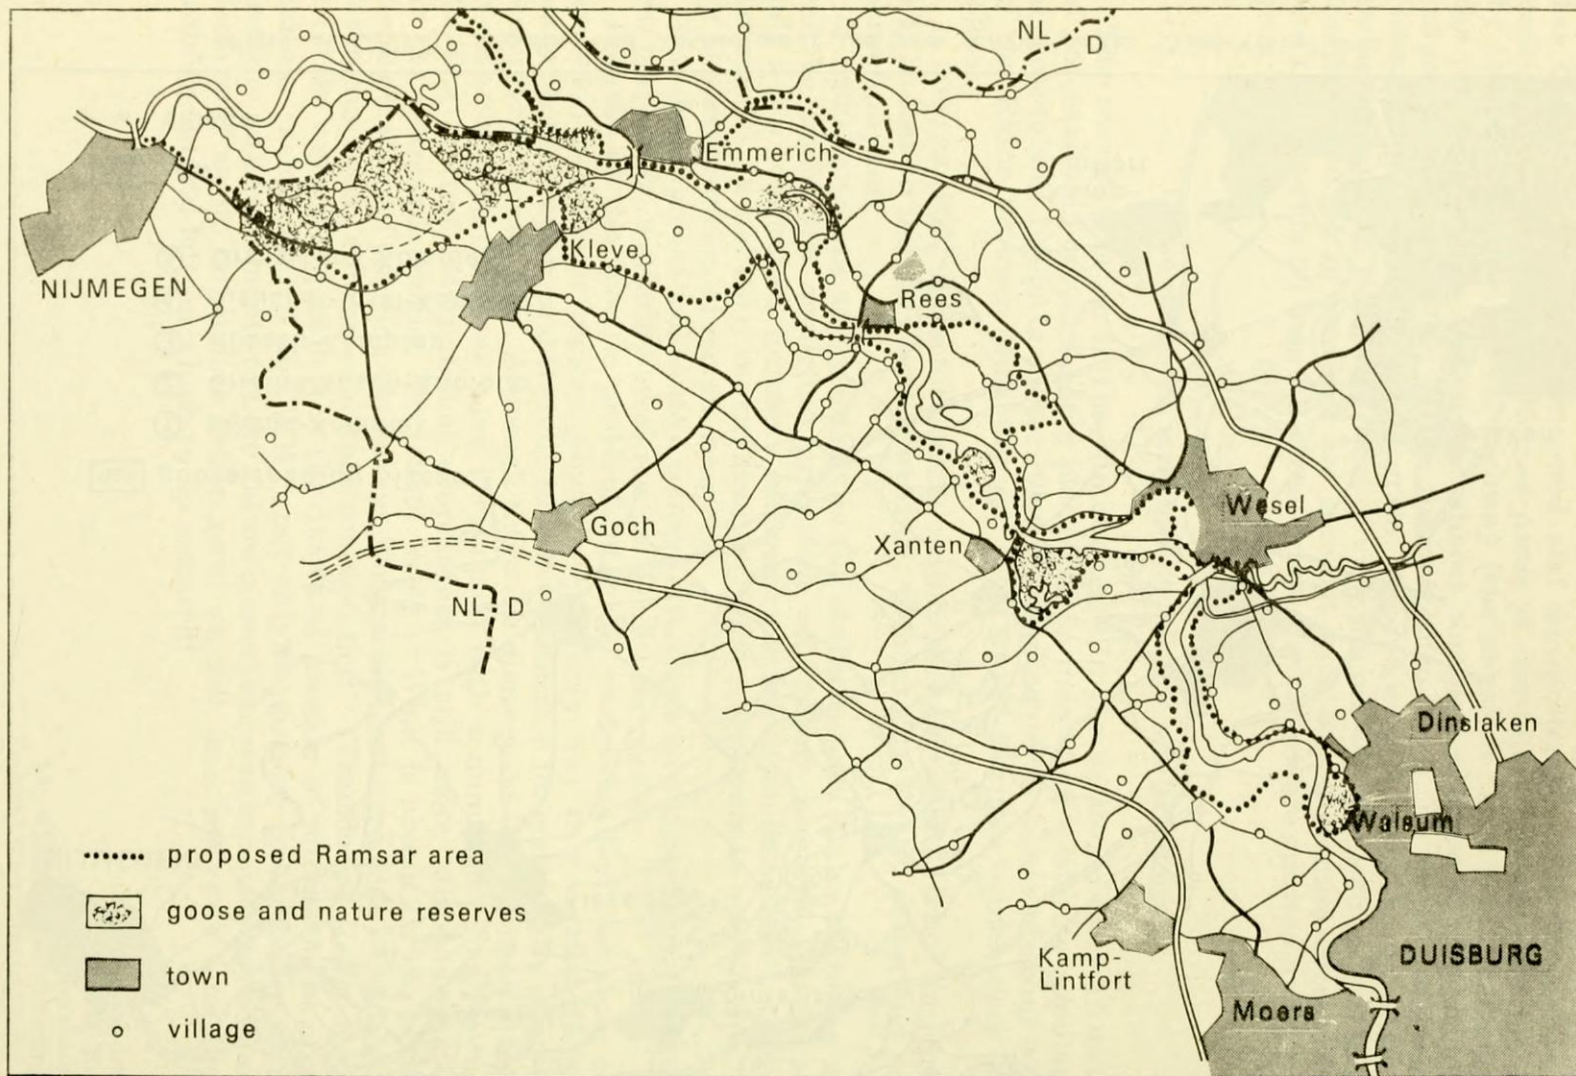 NL
D
Emmerich
Kleve
NIJMEGEN
Rees
Wesel
Goch
Xanten
NL D
Dinslaken
Walsum
proposed Ramsar area
goose and nature reserves
town
village
Kamp-
Lintfort
DUISBURG
Moers